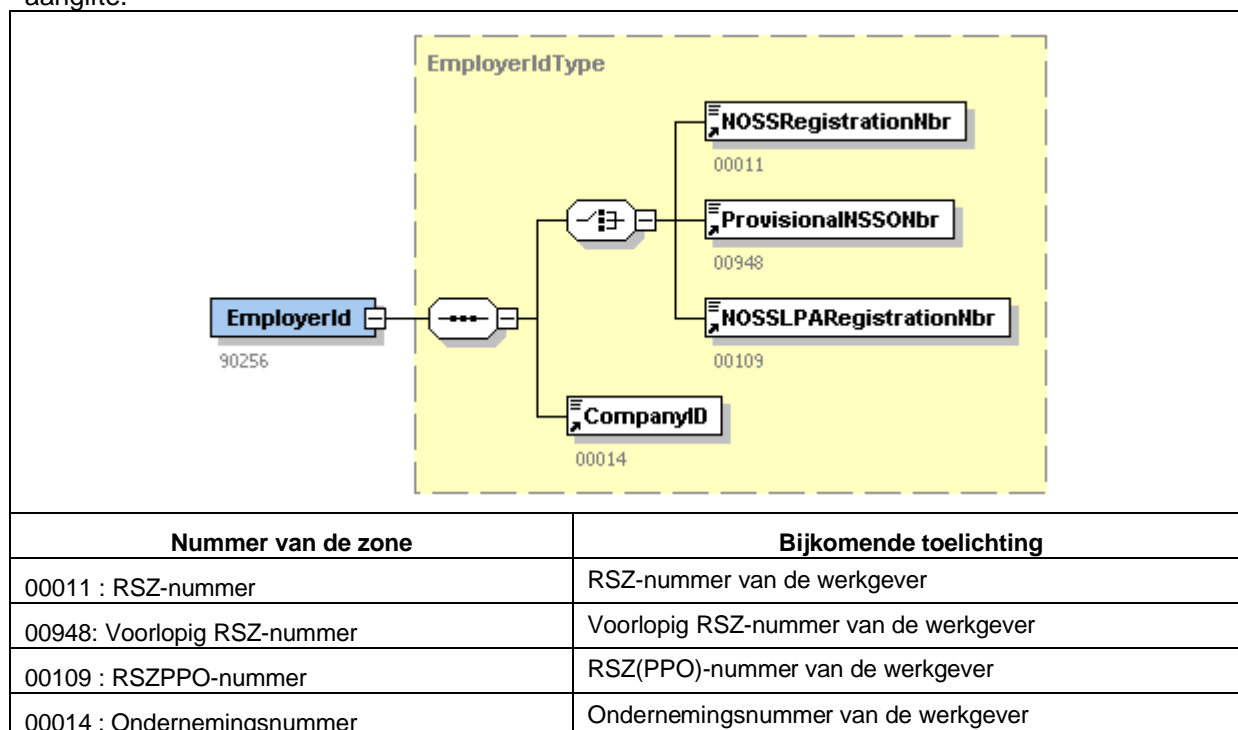 aangifte.
EmployerIdType
NOSSRegistrationNbr
00011
ProvisionalNSSONbr
00948
EmployerId
90256
NOSSLPARegistrationNbr
00109
CompanyID
00014
Nummer van de zone Bijkomende toelichting
00011 : RSZ-nummer RSZ-nummer van de werkgever
00948: Voorlopig RSZ-nummer Voorlopig RSZ-nummer van de werkgever
00109 : RSZPPO-nummer RSZ(PPO)-nummer van de werkgever
00014 : Ondernemingsnummer Ondernemingsnummer van de werkgever